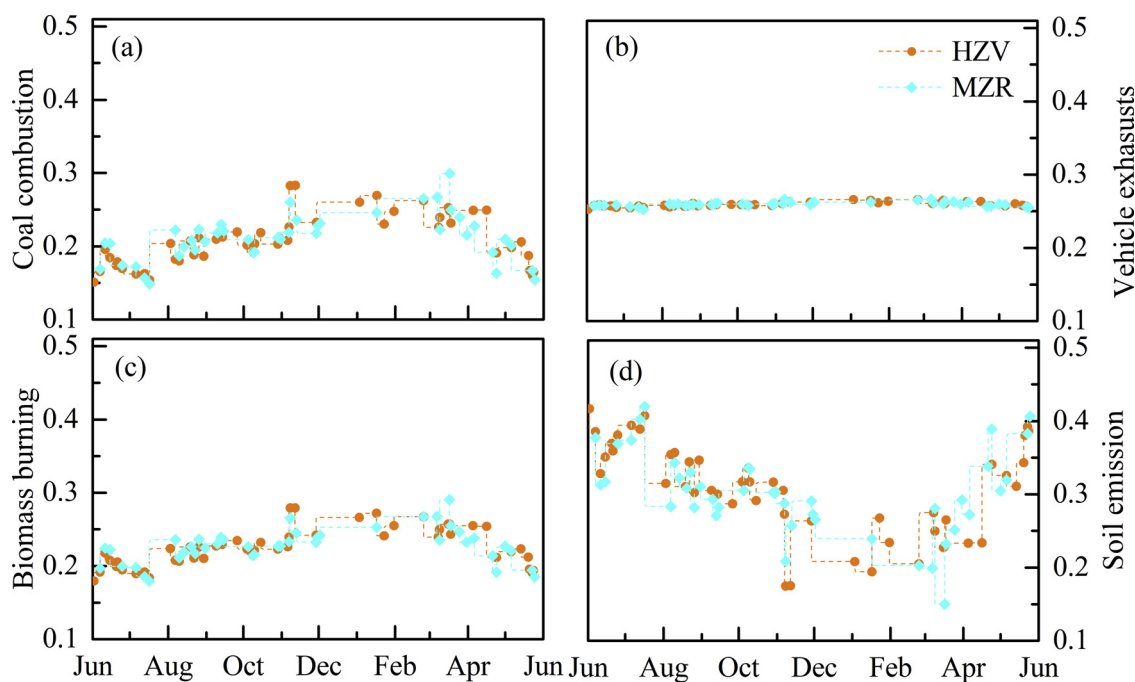 0.5
0.4
0.3
0.2
0.1
Coal combustion
(a)
(b)
HZV
MZR
0.5
0.4
0.3
0.2
0.1
Vehicle exhasusts
0.5
0.4
0.3
0.2
0.1
Biomass burning
(c)
Jun Aug Oct Dec Feb Apr Jun
(d)
0.5
0.4
0.3
0.2
0.1
Soil emission
Aug Oct Dec Feb Apr Jun